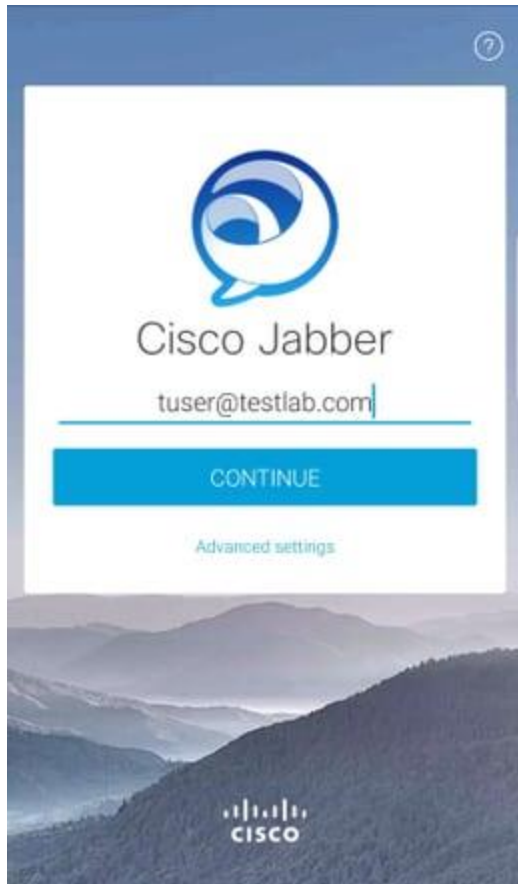 ?
Cisco Jabber
tuser@testlab.com
CONTINUE
Advanced settings
CISCO